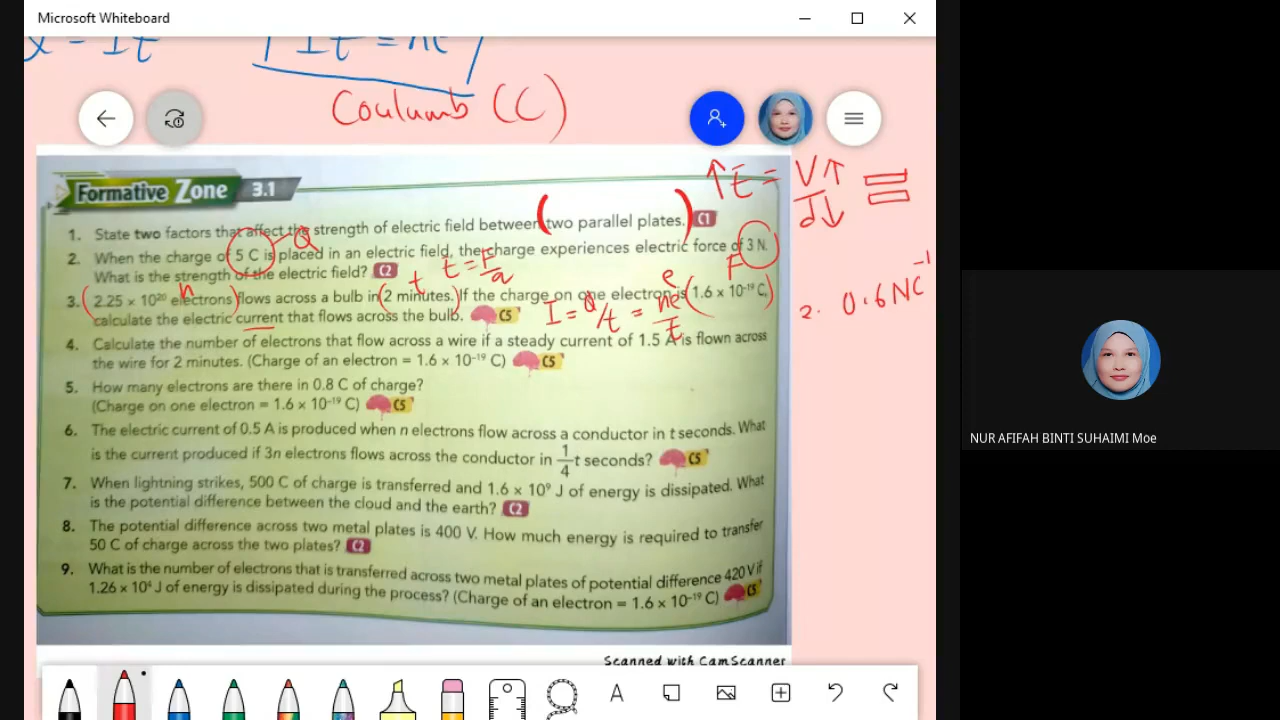 Microsoft Whiteboard
Coulumb (C)
Formative Zone 3.1
↑E = V↑/d↓
1. State two factors that affect the strength of electric field between (two parallel plates.) C1
2. When the charge of 5 C is placed in an electric field, the charge experiences electric force of 3 N.
What is the strength of the electric field? C2
Q
E = F/Q
F
2. 0.6 NC⁻¹
3. (2.25 × 10²⁰ electrons) flows across a bulb in (2 minutes.) If the charge on one electron is (1.6 × 10⁻¹⁹ C),
calculate the electric current that flows across the bulb. C5
n
t
e
I = Q/t = ne/t
4. Calculate the number of electrons that flow across a wire if a steady current of 1.5 A is flown across
the wire for 2 minutes. (Charge of an electron = 1.6 × 10⁻¹⁹ C) C5
5. How many electrons are there in 0.8 C of charge?
(Charge on one electron = 1.6 × 10⁻¹⁹ C) C5
6. The electric current of 0.5 A is produced when n electrons flow across a conductor in t seconds. What
is the current produced if 3n electrons flows across the conductor in 1/4 t seconds? C5
7. When lightning strikes, 500 C of charge is transferred and 1.6 × 10⁹ J of energy is dissipated. What
is the potential difference between the cloud and the earth? C2
8. The potential difference across two metal plates is 400 V. How much energy is required to transfer
50 C of charge across the two plates? C2
9. What is the number of electrons that is transferred across two metal plates of potential difference 420 V if
1.26 × 10⁶ J of energy is dissipated during the process? (Charge of an electron = 1.6 × 10⁻¹⁹ C) C5
Scanned with CamScanner
A
NUR AFIFAH BINTI SUHAIMI Moe